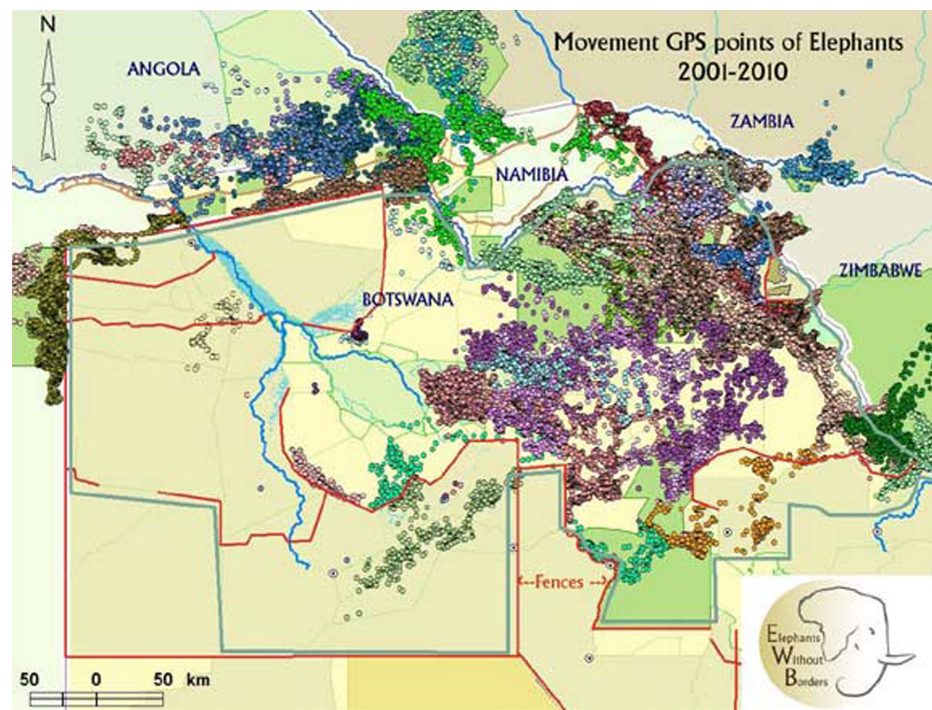 Movement GPS points of Elephants
2001-2010
N
ANGOLA
ZAMBIA
NAMIBIA
ZIMBABWE
BOTSWANA
Fences
50 0 50 km
Elephants
Without
Borders